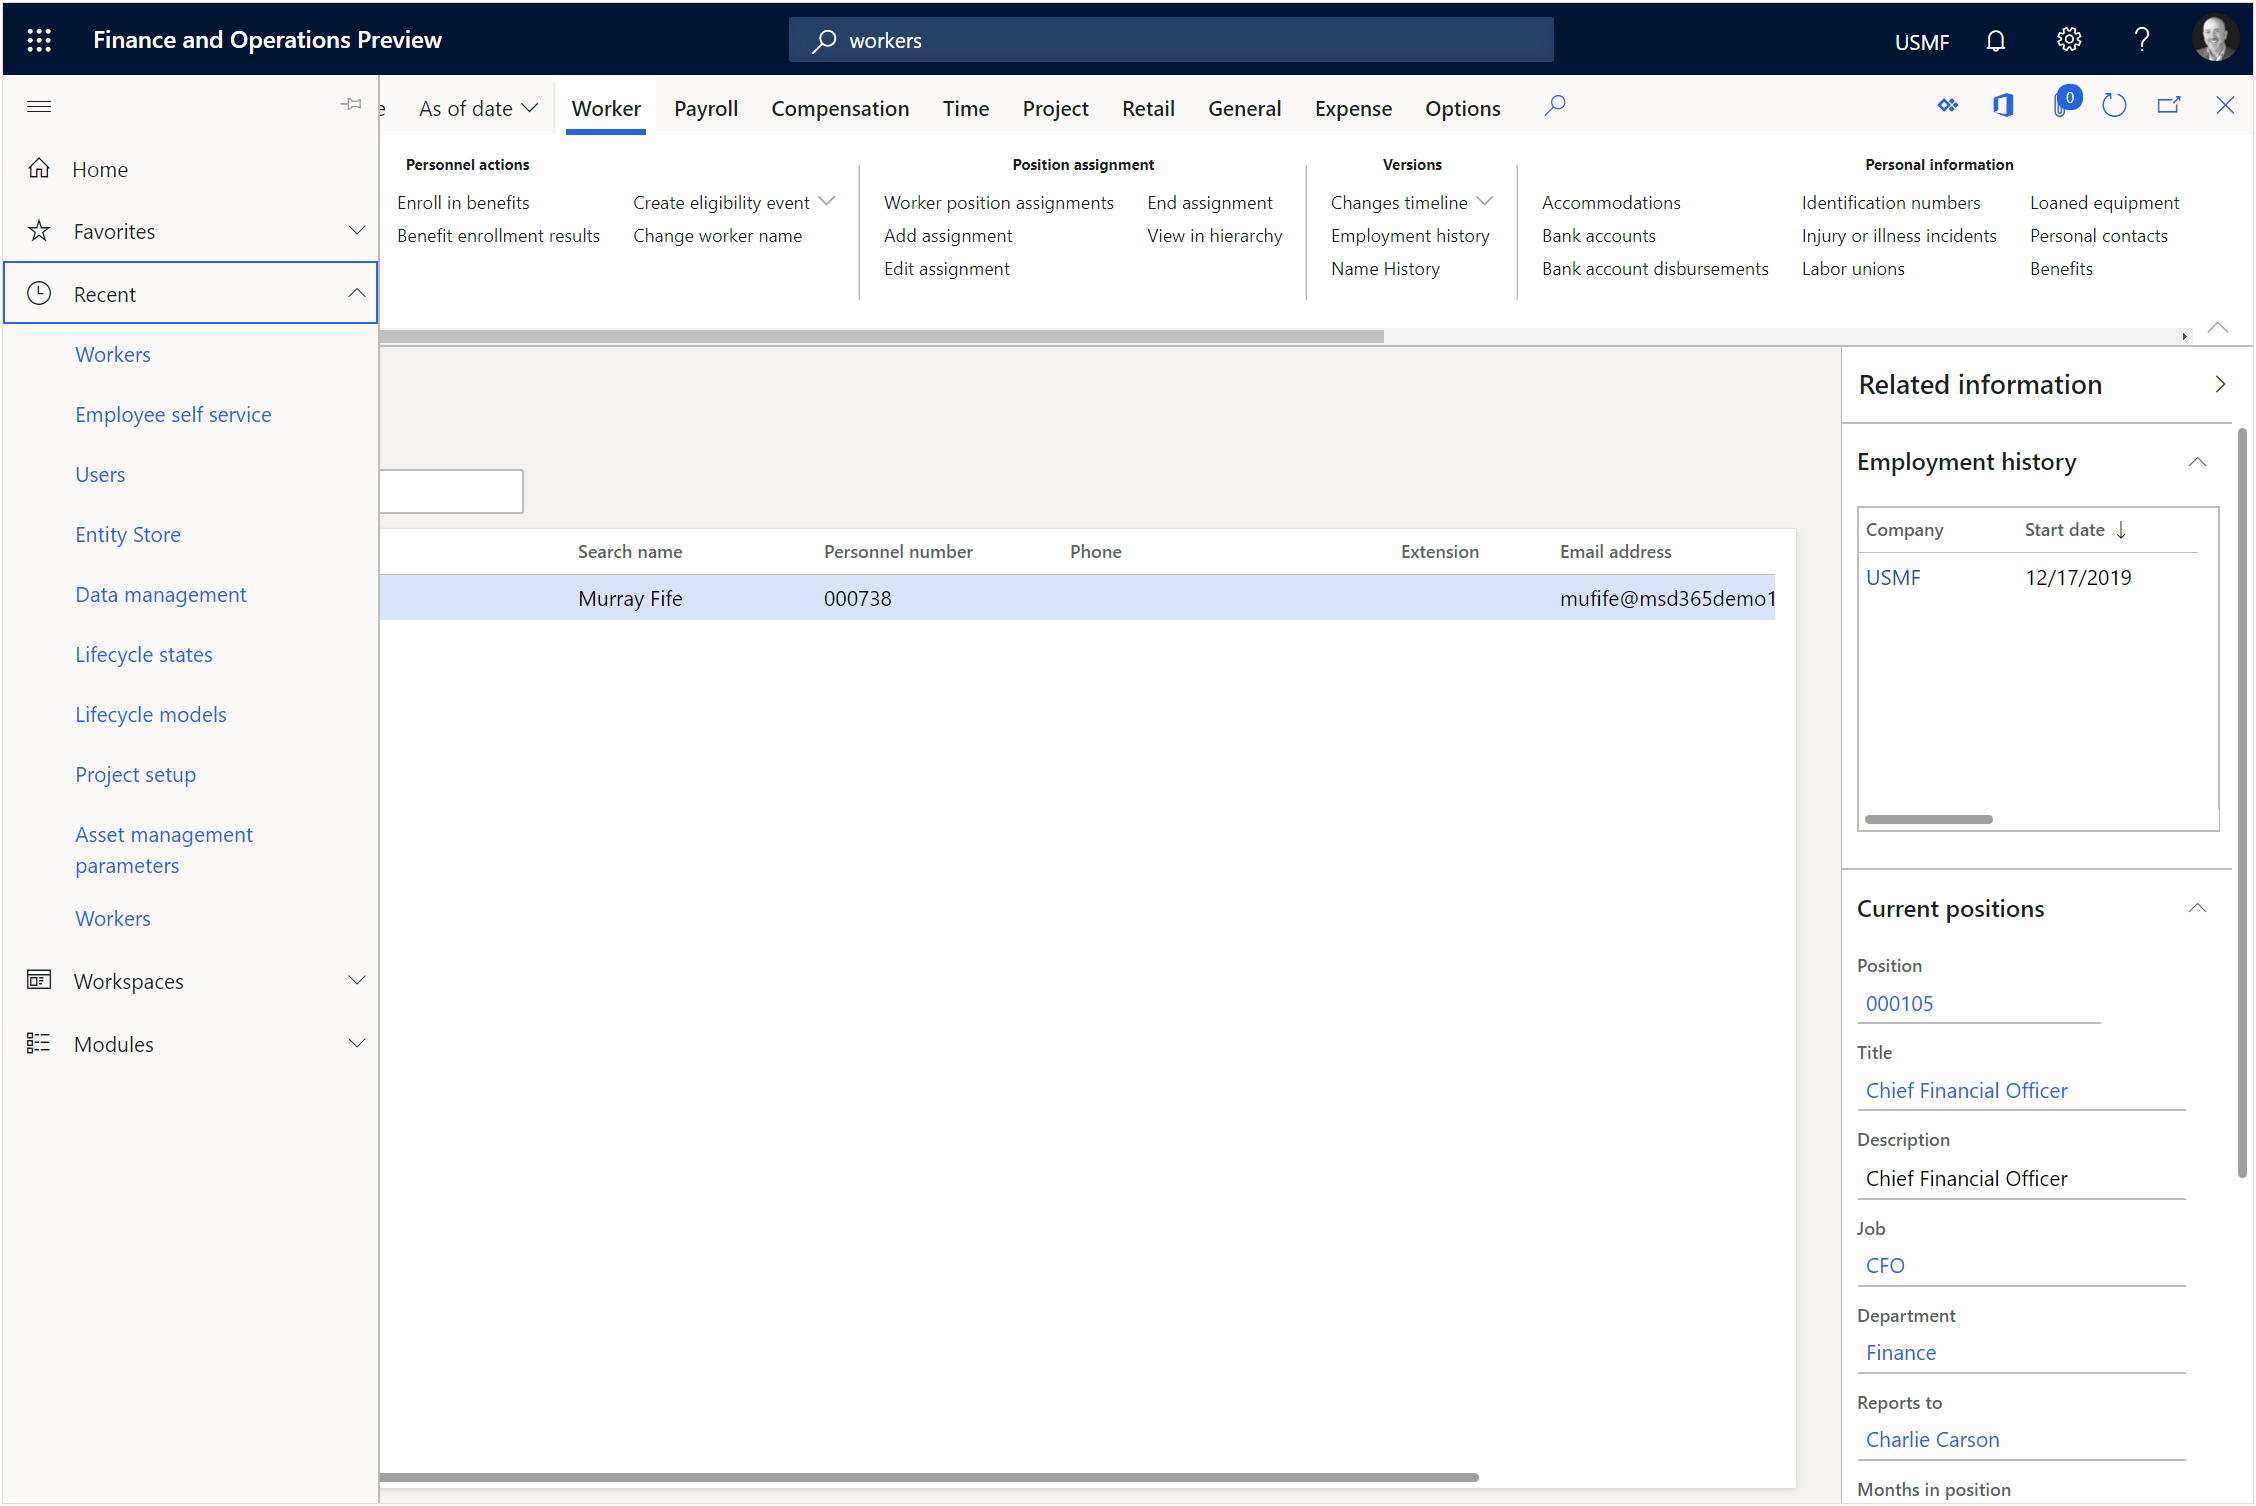 Finance and Operations Preview
workers
USMF
?
As of date
Worker
Payroll
Compensation
Time
Project
Retail
General
Expense
Options
0
Home
Favorites
Recent
Workers
Employee self service
Users
Entity Store
Data management
Lifecycle states
Lifecycle models
Project setup
Asset management
parameters
Workers
Workspaces
Modules
Personnel actions
Enroll in benefits
Benefit enrollment results
Create eligibility event
Change worker name
Position assignment
Worker position assignments
Add assignment
Edit assignment
End assignment
View in hierarchy
Versions
Changes timeline
Employment history
Name History
Personal information
Accommodations
Bank accounts
Bank account disbursements
Identification numbers
Injury or illness incidents
Labor unions
Loaned equipment
Personal contacts
Benefits
Search name
Personnel number
Phone
Extension
Email address
Murray Fife
000738
mufife@msd365demo1
Related information
Employment history
Company
Start date
USMF
12/17/2019
Current positions
Position
000105
Title
Chief Financial Officer
Description
Chief Financial Officer
Job
CFO
Department
Finance
Reports to
Charlie Carson
Months in position